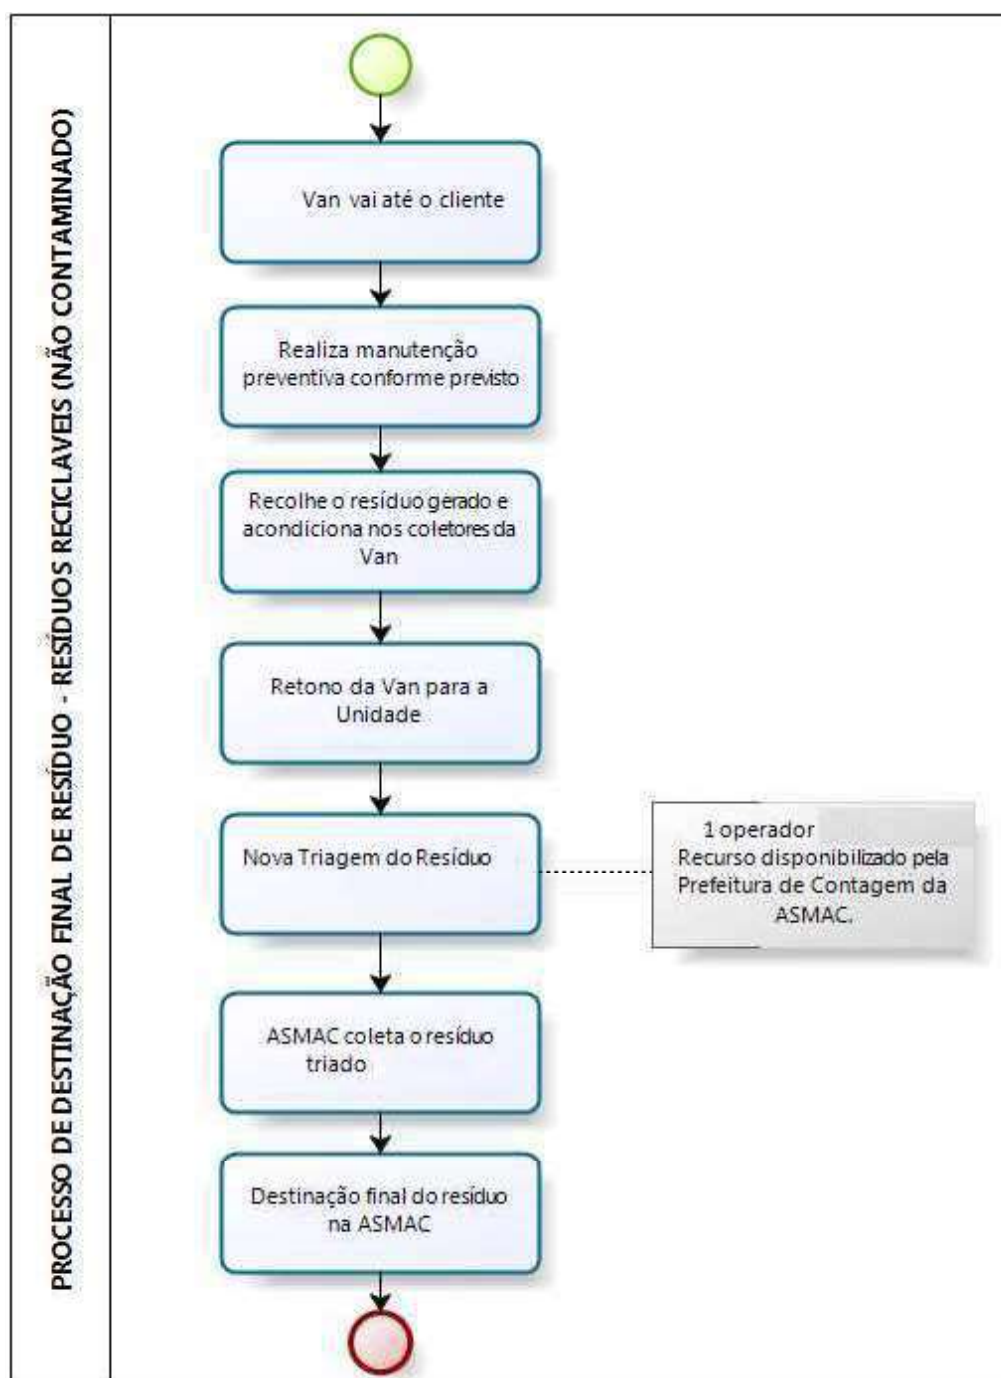 PROCESSO DE DESTINAÇÃO FINAL DE RESÍDUO - RESÍDUOS RECICLAVEIS (NÃO CONTAMINADO)
Van vai até o cliente
Realiza manutenção
preventiva conforme previsto
Recolhe o resíduo gerado e
acondiciona nos coletores da
Van
Retono da Van para a
Unidade
Nova Triagem do Resíduo
1 operador
Recurso disponibilizado pela
Prefeitura de Contagem da
ASMAC.
ASMAC coleta o resíduo
triado
Destinação final do resíduo
na ASMAC